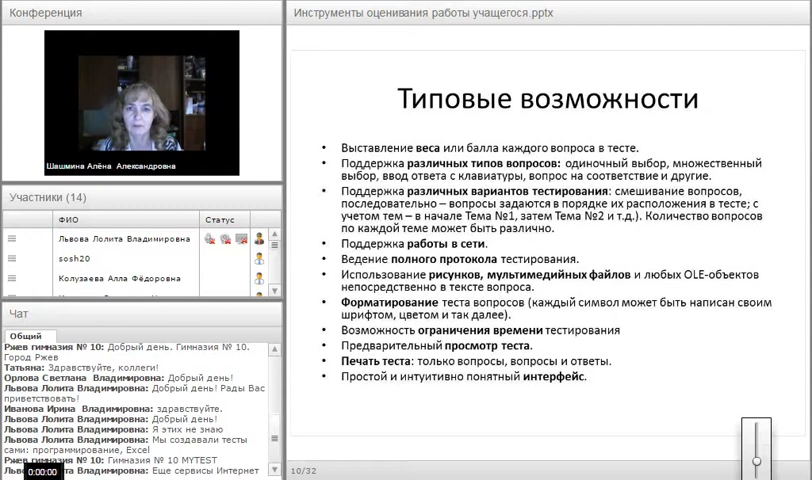 Конференция
Шашмина Алёна Александровна
Участники (14)
ФИО
Статус
Львова Лолита Владимировна
sosh20
Колузаева Алла Фёдоровна
Чат
Общий
Ржев гимназия № 10: Добрый день. Гимназия № 10.
Город Ржев
Татьяна: Здравствуйте, коллеги!
Орлова Светлана Владимировна: Добрый день!
Львова Лолита Владимировна: Добрый день! Рады Вас
приветствовать!
Иванова Ирина Владимировна: здравствуйте.
Львова Лолита Владимировна: Добрый день!
Львова Лолита Владимировна: Я этих не знаю
Львова Лолита Владимировна: Мы создавали тесты
сами: программирование, Excel
Ржев гимназия № 10: Гимназия № 10 MYTEST
Владимировна: Еще сервисы Интернет
0:00:00
Инструменты оценивания работы учащегося.pptx
Типовые возможности
• Выставление веса или балла каждого вопроса в тесте.
• Поддержка различных типов вопросов: одиночный выбор, множественный
выбор, ввод ответа с клавиатуры, вопрос на соответствие и другие.
• Поддержка различных вариантов тестирования: смешивание вопросов,
последовательно – вопросы задаются в порядке их расположения в тесте; с
учетом тем – в начале Тема №1, затем Тема №2 и т.д.). Количество вопросов
по каждой теме может быть различно.
• Поддержка работы в сети.
• Ведение полного протокола тестирования.
• Использование рисунков, мультимедийных файлов и любых OLE-объектов
непосредственно в тексте вопроса.
• Форматирование теста вопросов (каждый символ может быть написан своим
шрифтом, цветом и так далее).
• Возможность ограничения времени тестирования
• Предварительный просмотр теста.
• Печать теста: только вопросы, вопросы и ответы.
• Простой и интуитивно понятный интерфейс.
10/32